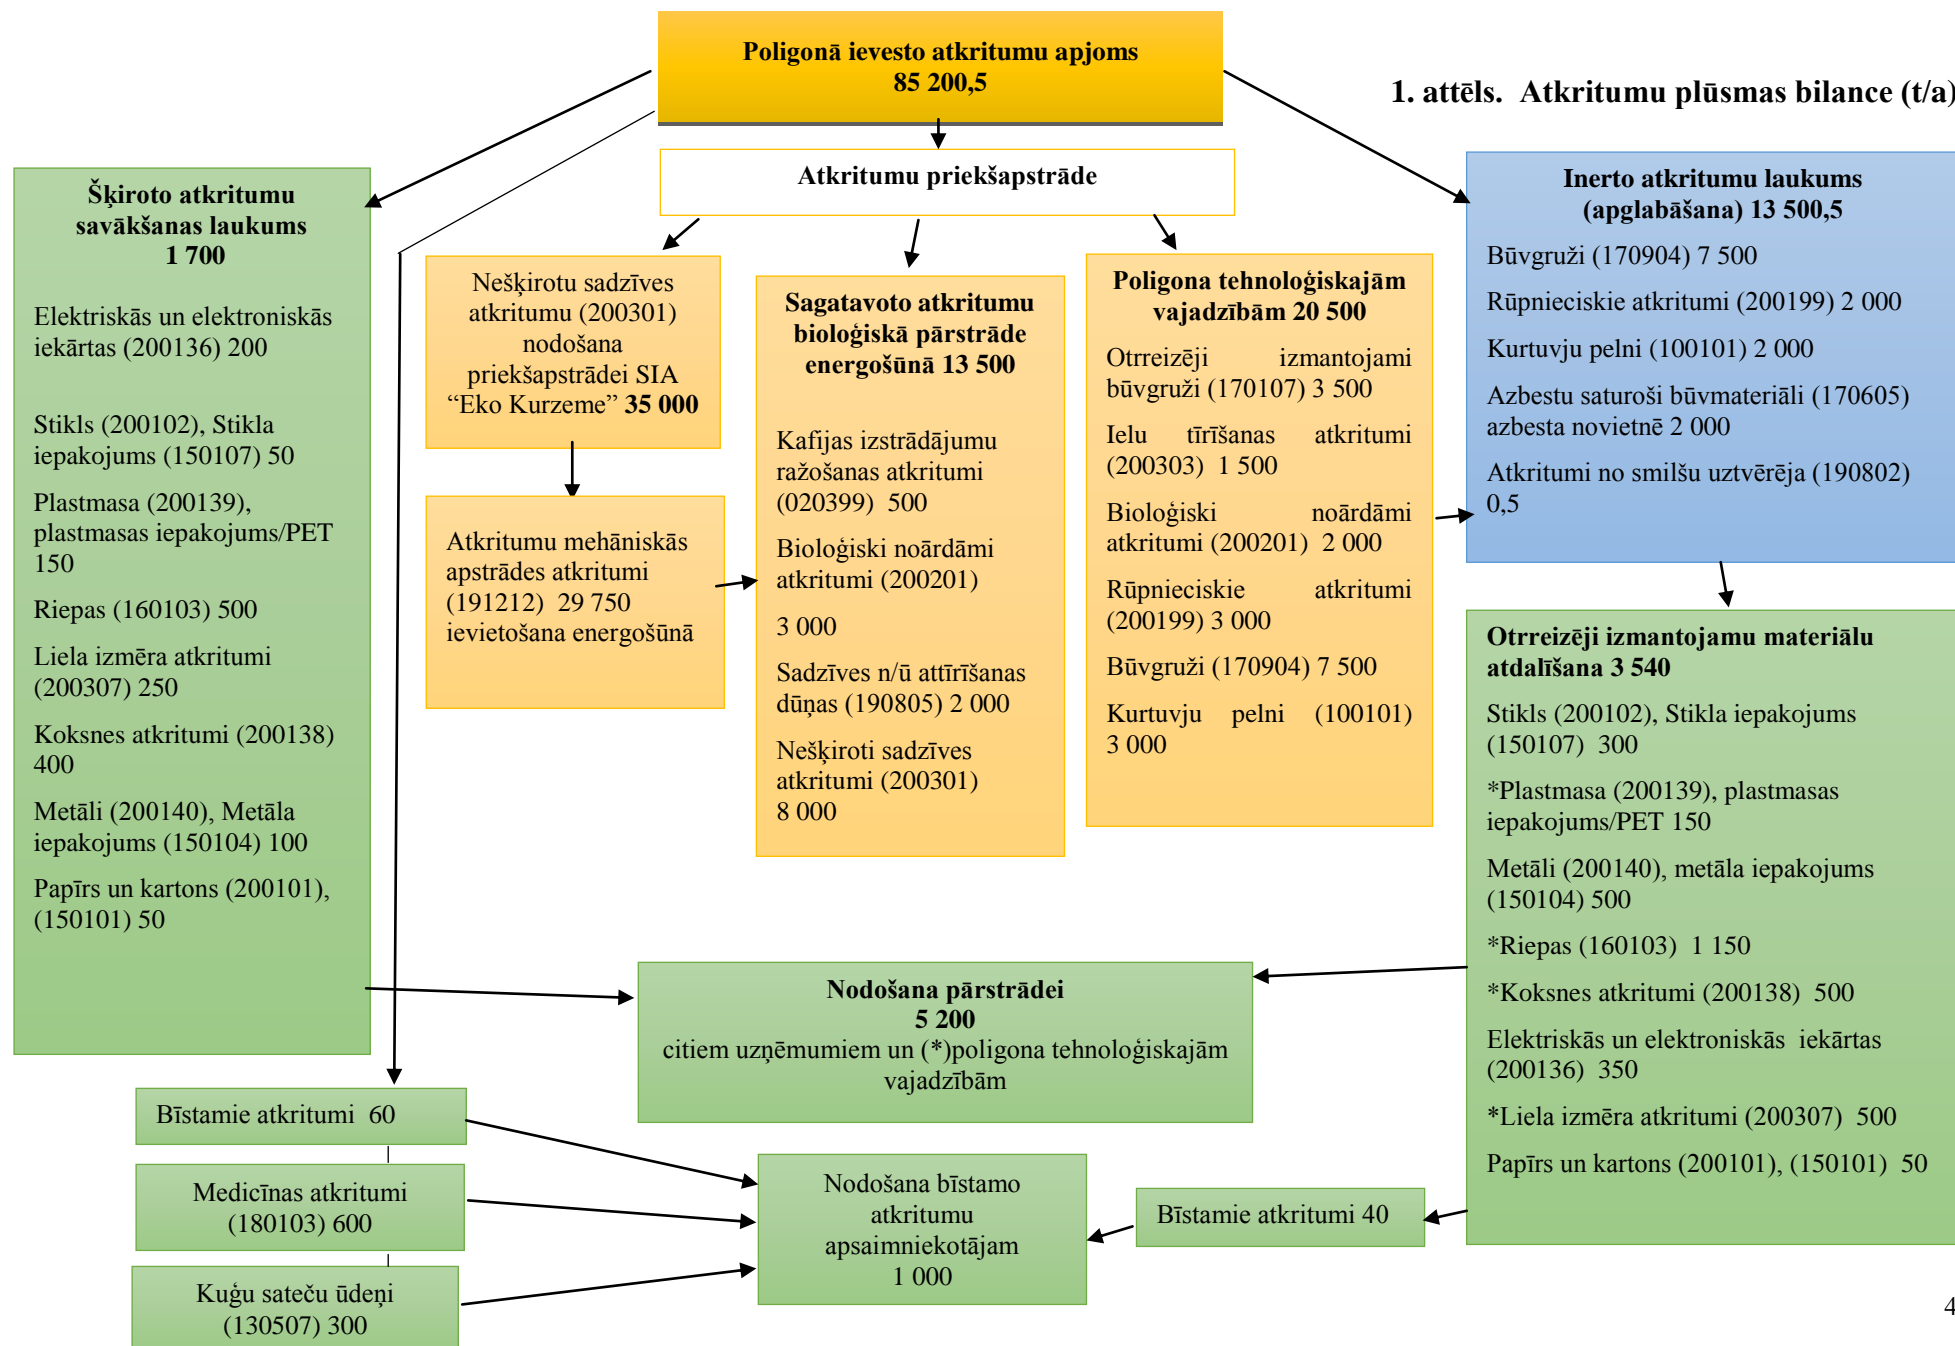 Poligonā ievesto atkritumu apjoms
85 200,5
1. attēls.  Atkritumu plūsmas bilance (t/a)
Atkritumu priekšapstrāde
Šķiroto atkritumu
savākšanas laukums
1 700
Elektriskās un elektroniskās
iekārtas (200136) 200
Stikls (200102), Stikla
iepakojums (150107) 50
Plastmasa (200139),
plastmasas iepakojums/PET
150
Riepas (160103) 500
Liela izmēra atkritumi
(200307) 250
Koksnes atkritumi (200138)
400
Metāli (200140), Metāla
iepakojums (150104) 100
Papīrs un kartons (200101),
(150101) 50
Nešķirotu sadzīves
atkritumu (200301)
nodošana
priekšapstrādei SIA
“Eko Kurzeme” 35 000
Atkritumu mehāniskās
apstrādes atkritumi
(191212)  29 750
ievietošana energošūnā
Sagatavoto atkritumu
bioloģiskā pārstrāde
energošūnā 13 500
Kafijas izstrādājumu
ražošanas atkritumi
(020399)  500
Bioloģiski noārdāmi
atkritumi (200201)
3 000
Sadzīves n/ū attīrīšanas
dūņas (190805) 2 000
Nešķiroti sadzīves
atkritumi (200301)
8 000
Poligona tehnoloģiskajām
vajadzībām 20 500
Otrreizēji izmantojami
būvgruži (170107) 3 500
Ielu tīrīšanas atkritumi
(200303)  1 500
Bioloģiski noārdāmi
atkritumi (200201)  2 000
Rūpnieciskie atkritumi
(200199) 3 000
Būvgruži (170904) 7 500
Kurtuvju pelni (100101)
3 000
Inerto atkritumu laukums
(apglabāšana) 13 500,5
Būvgruži (170904) 7 500
Rūpnieciskie atkritumi (200199) 2 000
Kurtuvju pelni (100101) 2 000
Azbestu saturoši būvmateriāli (170605)
azbesta novietnē 2 000
Atkritumi no smilšu uztvērēja (190802)
0,5
Otrreizēji izmantojamu materiālu
atdalīšana 3 540
Stikls (200102), Stikla iepakojums
(150107)  300
*Plastmasa (200139), plastmasas
iepakojums/PET 150
Metāli (200140), metāla iepakojums
(150104) 500
*Riepas (160103)  1 150
*Koksnes atkritumi (200138)  500
Elektriskās un elektroniskās  iekārtas
(200136)  350
*Liela izmēra atkritumi (200307)  500
Papīrs un kartons (200101), (150101)  50
Nodošana pārstrādei
5 200
citiem uzņēmumiem un (*)poligona tehnoloģiskajām
vajadzībām
Bīstamie atkritumi  60
Medicīnas atkritumi
(180103) 600
Kuģu sateču ūdeņi
(130507) 300
Nodošana bīstamo
atkritumu
apsaimniekotājam
1 000
Bīstamie atkritumi 40
4